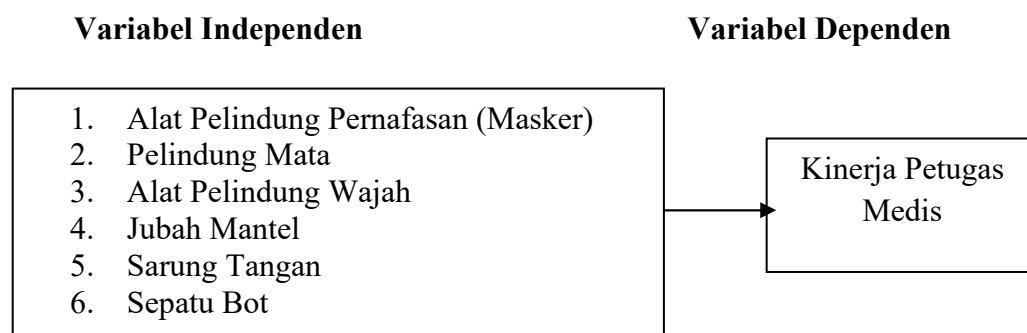 Variabel Independen
Variabel Dependen
1. Alat Pelindung Pernafasan (Masker)
2. Pelindung Mata
3. Alat Pelindung Wajah
4. Jubah Mantel
5. Sarung Tangan
6. Sepatu Bot
Kinerja Petugas
Medis